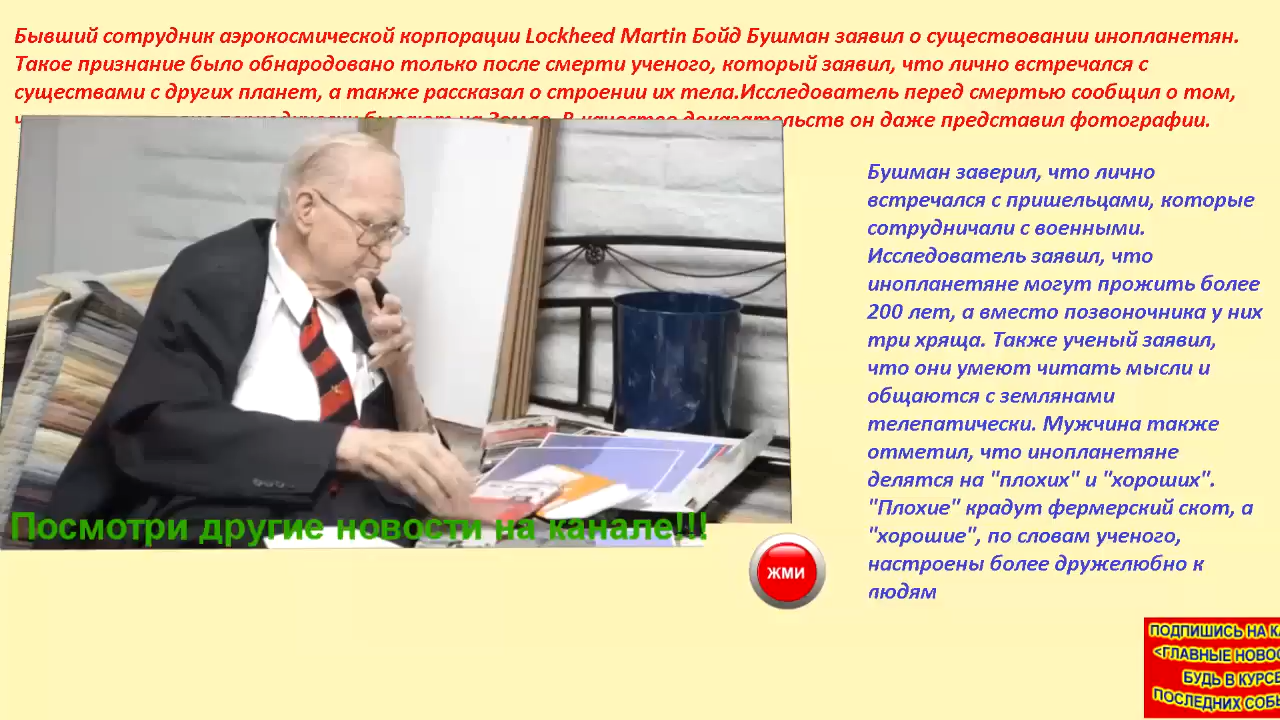 Бывший сотрудник аэрокосмической корпорации Lockheed Martin Бойд Бушман заявил о существовании инопланетян.
Такое признание было обнародовано только после смерти ученого, который заявил, что лично встречался с
существами с других планет, а также рассказал о строении их тела.Исследователь перед смертью сообщил о том,
на Земле. В качестве доказательств он даже представил фотографии.
Бушман заверил, что лично
встречался с пришельцами, которые
сотрудничали с военными.
Исследователь заявил, что
инопланетяне могут прожить более
200 лет, а вместо позвоночника у них
три хряща. Также ученый заявил,
что они умеют читать мысли и
общаются с землянами
телепатически. Мужчина также
отметил, что инопланетяне
делятся на "плохих" и "хороших".
"Плохие" крадут фермерский скот, а
"хорошие", по словам ученого,
настроены более дружелюбно к
людям
Посмотри другие новости на канале!!!
ЖМИ
ПОДПИШИСЬ НА
<ГЛАВНЫЕ
БУДЬ В КУРСЕ
ПОСЛЕДНИХ